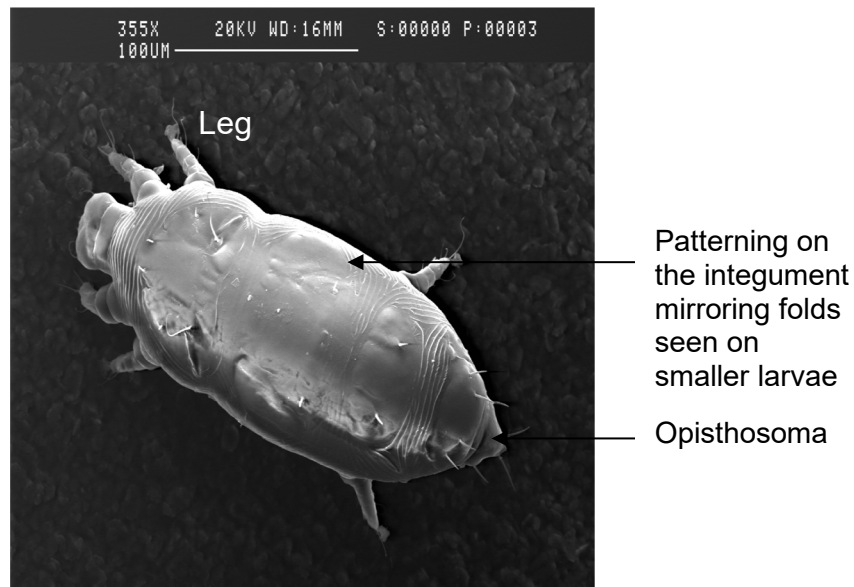 355X 20KV WD:16MM S:00000 P:00003
100UM
Leg
Patterning on
the integument
mirroring folds
seen on
smaller larvae
Opisthosoma